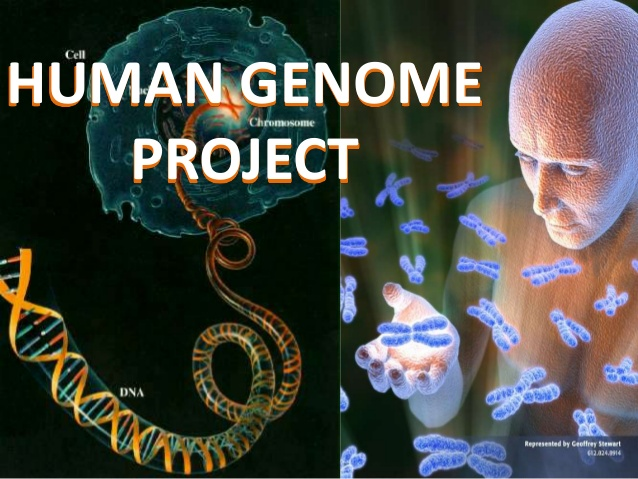 Cell
HUMAN GENOME
Chromosome
PROJECT
DNA
Represented by Geoffrey Stewart